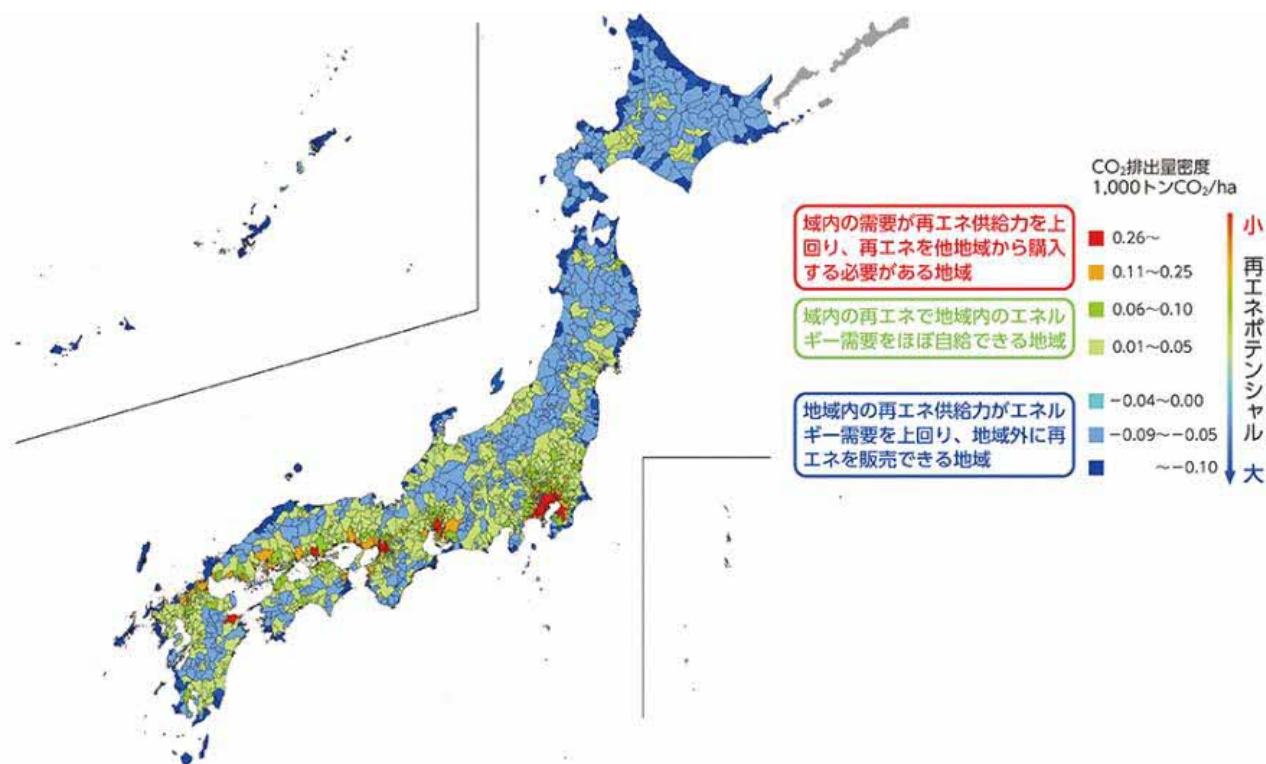 CO₂排出量密度
1,000トンCO₂/ha
域内の需要が再エネ供給力を上
回り、再エネを他地域から購入
する必要がある地域
域内の再エネで地域内のエネル
ギー需要をほぼ自給できる地域
地域内の再エネ供給力がエネル
ギー需要を上回り、地域外に再
エネを販売できる地域
0.26〜
0.11〜0.25
0.06〜0.10
0.01〜0.05
−0.04〜0.00
−0.09〜−0.05
〜−0.10
小
再エネポテンシャル
大